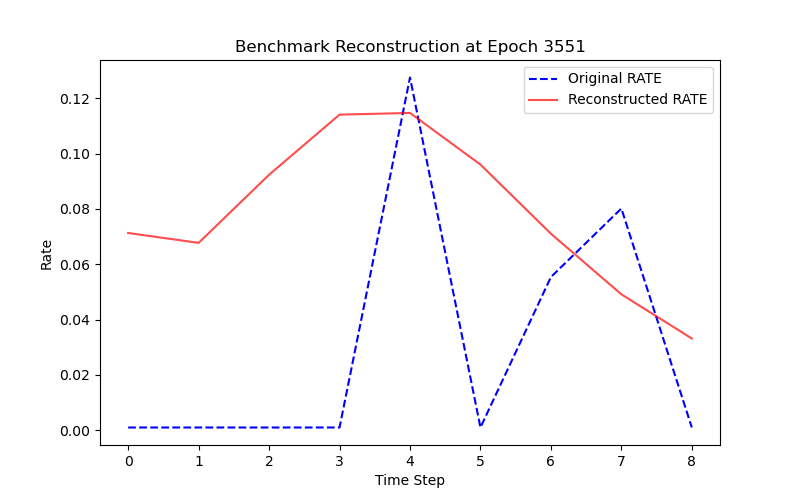 Benchmark Reconstruction at Epoch 3551
Original RATE
Reconstructed RATE
0.12
0.10
0.08
0.06
0.04
0.02
0.00
Rate
0 1 2 3 4 5 6 7 8
Time Step